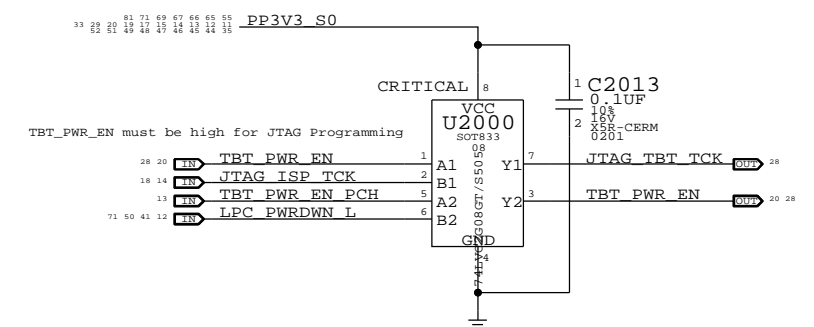 81 71 69 67 66 65 55
33 29 20 19 17 15 14 13 12 11
52 51 49 48 47 46 45 44 35
PP3V3_S0
CRITICAL
8
VCC
U2000
SOT833
08
74LVC2G08GT/S505
1 C2013
0.1UF
10%
16V
2 X5R-CERM
0201
TBT_PWR_EN must be high for JTAG Programming
28 20 IN TBT_PWR_EN 1 A1
Y1 7 JTAG_TBT_TCK OUT 28
18 14 IN JTAG_ISP_TCK 2 B1
13 IN TBT_PWR_EN_PCH 5 A2
Y2 3 TBT_PWR_EN OUT 20 28
71 50 41 12 IN LPC_PWRDWN_L 6 B2
GND
4